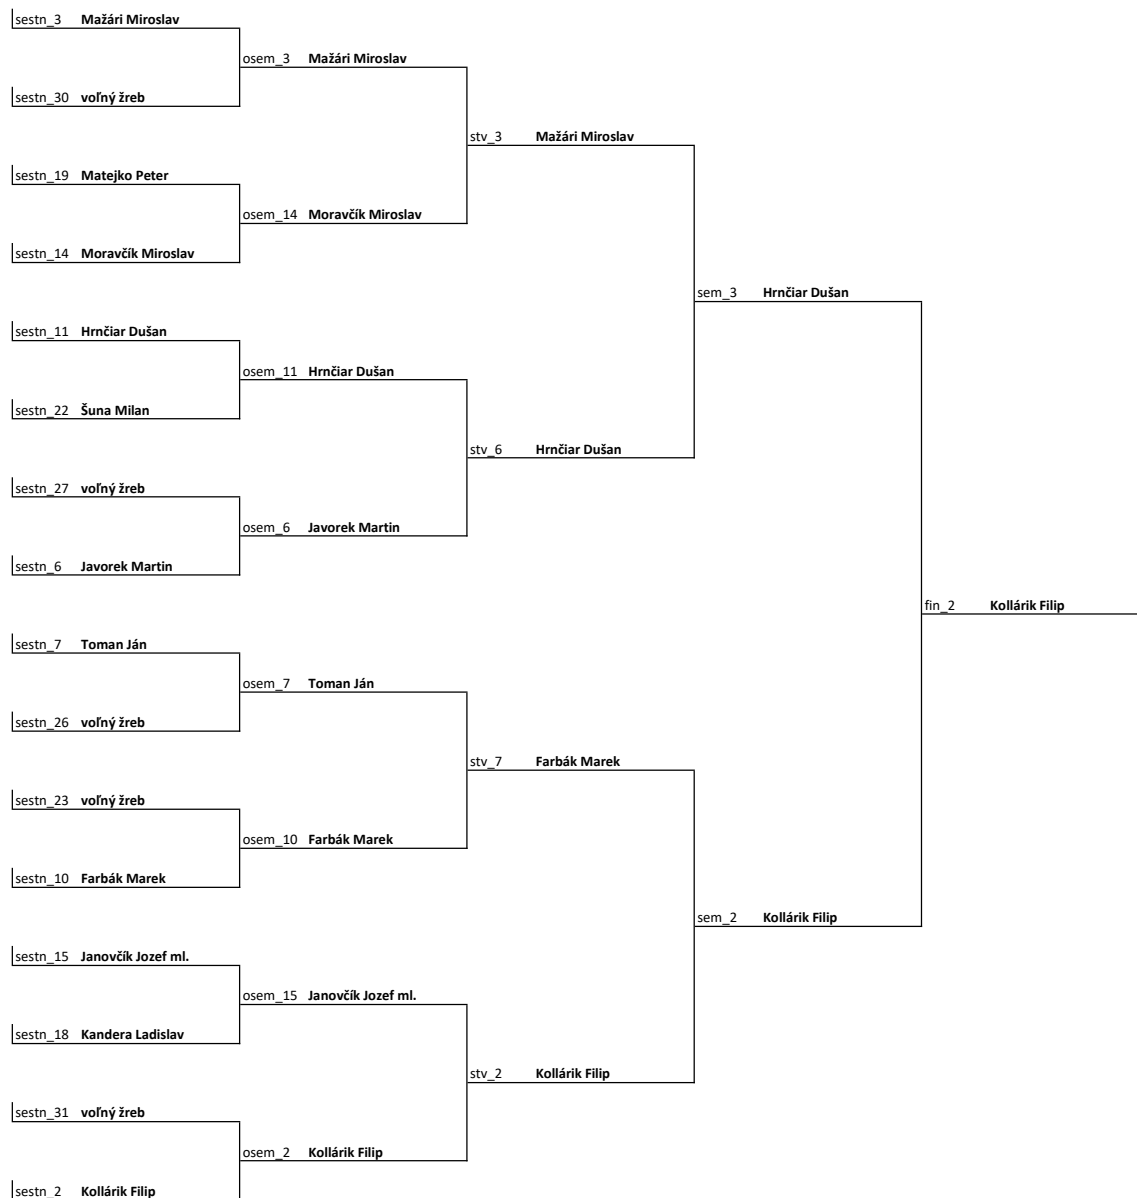 sestn_3 Mažári Miroslav
osem_3 Mažári Miroslav
sestn_30 voľný žreb
stv_3 Mažári Miroslav
sestn_19 Matejko Peter
osem_14 Moravčík Miroslav
sestn_14 Moravčík Miroslav
sem_3 Hrnčiar Dušan
sestn_11 Hrnčiar Dušan
osem_11 Hrnčiar Dušan
sestn_22 Šuna Milan
stv_6 Hrnčiar Dušan
sestn_27 voľný žreb
osem_6 Javorek Martin
sestn_6 Javorek Martin
fin_2 Kollárik Filip
sestn_7 Toman Ján
osem_7 Toman Ján
sestn_26 voľný žreb
stv_7 Farbák Marek
sestn_23 voľný žreb
osem_10 Farbák Marek
sestn_10 Farbák Marek
sem_2 Kollárik Filip
sestn_15 Janovčík Jozef ml.
osem_15 Janovčík Jozef ml.
sestn_18 Kandera Ladislav
stv_2 Kollárik Filip
sestn_31 voľný žreb
osem_2 Kollárik Filip
sestn_2 Kollárik Filip